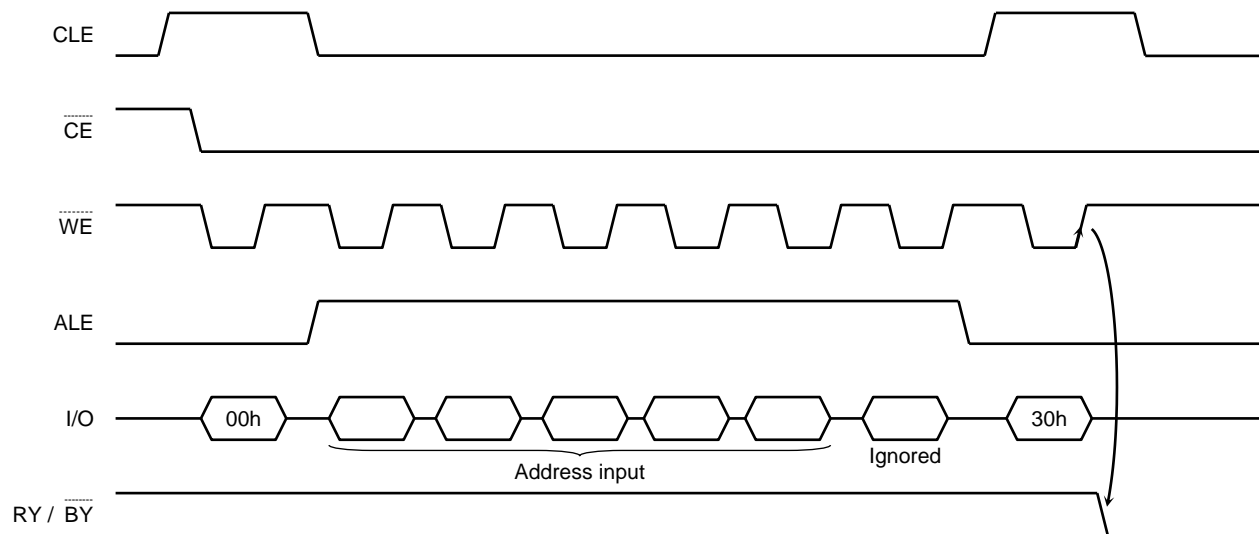 CLE
CE
WE
ALE
I/O
00h
30h
Address input
Ignored
RY / BY